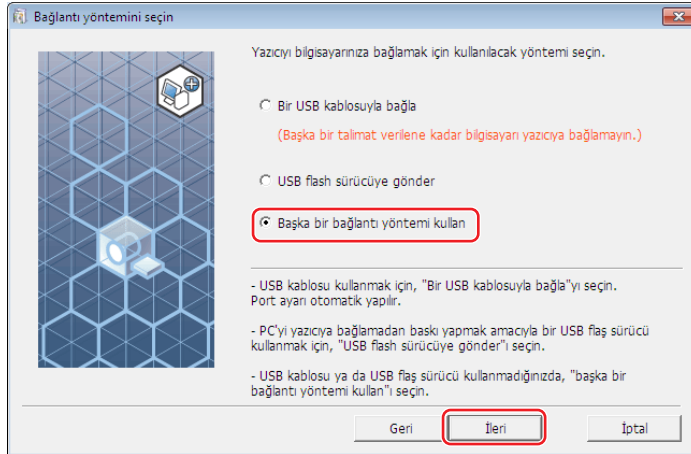 Bağlantı yöntemini seçin
Yazıcıyı bilgisayarınıza bağlamak için kullanılacak yöntemi seçin.
Bir USB kablosuyla bağla
(Başka bir talimat verilene kadar bilgisayarı yazıcıya bağlamayın.)
USB flash sürücüye gönder
Başka bir bağlantı yöntemi kullan
- USB kablosu kullanmak için, "Bir USB kablosuyla bağla"yı seçin.
Port ayarı otomatik yapılır.
- PC'yi yazıcıya bağlamadan baskı yapmak amacıyla bir USB flaş sürücü
kullanmak için, "USB flash sürücüye gönder"ı seçin.
- USB kablosu ya da USB flaş sürücü kullanmadığınızda, "başka bir
bağlantı yöntemi kullan"ı seçin.
Geri
İleri
İptal